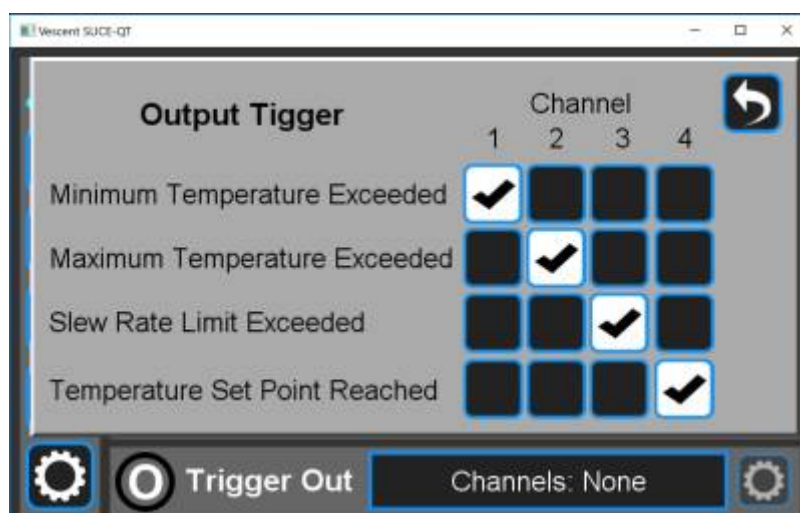 Vescent SLICE-QT
Output Tigger
Channel
1 2 3 4
Minimum Temperature Exceeded
Maximum Temperature Exceeded
Slew Rate Limit Exceeded
Temperature Set Point Reached
O Trigger Out Channels: None